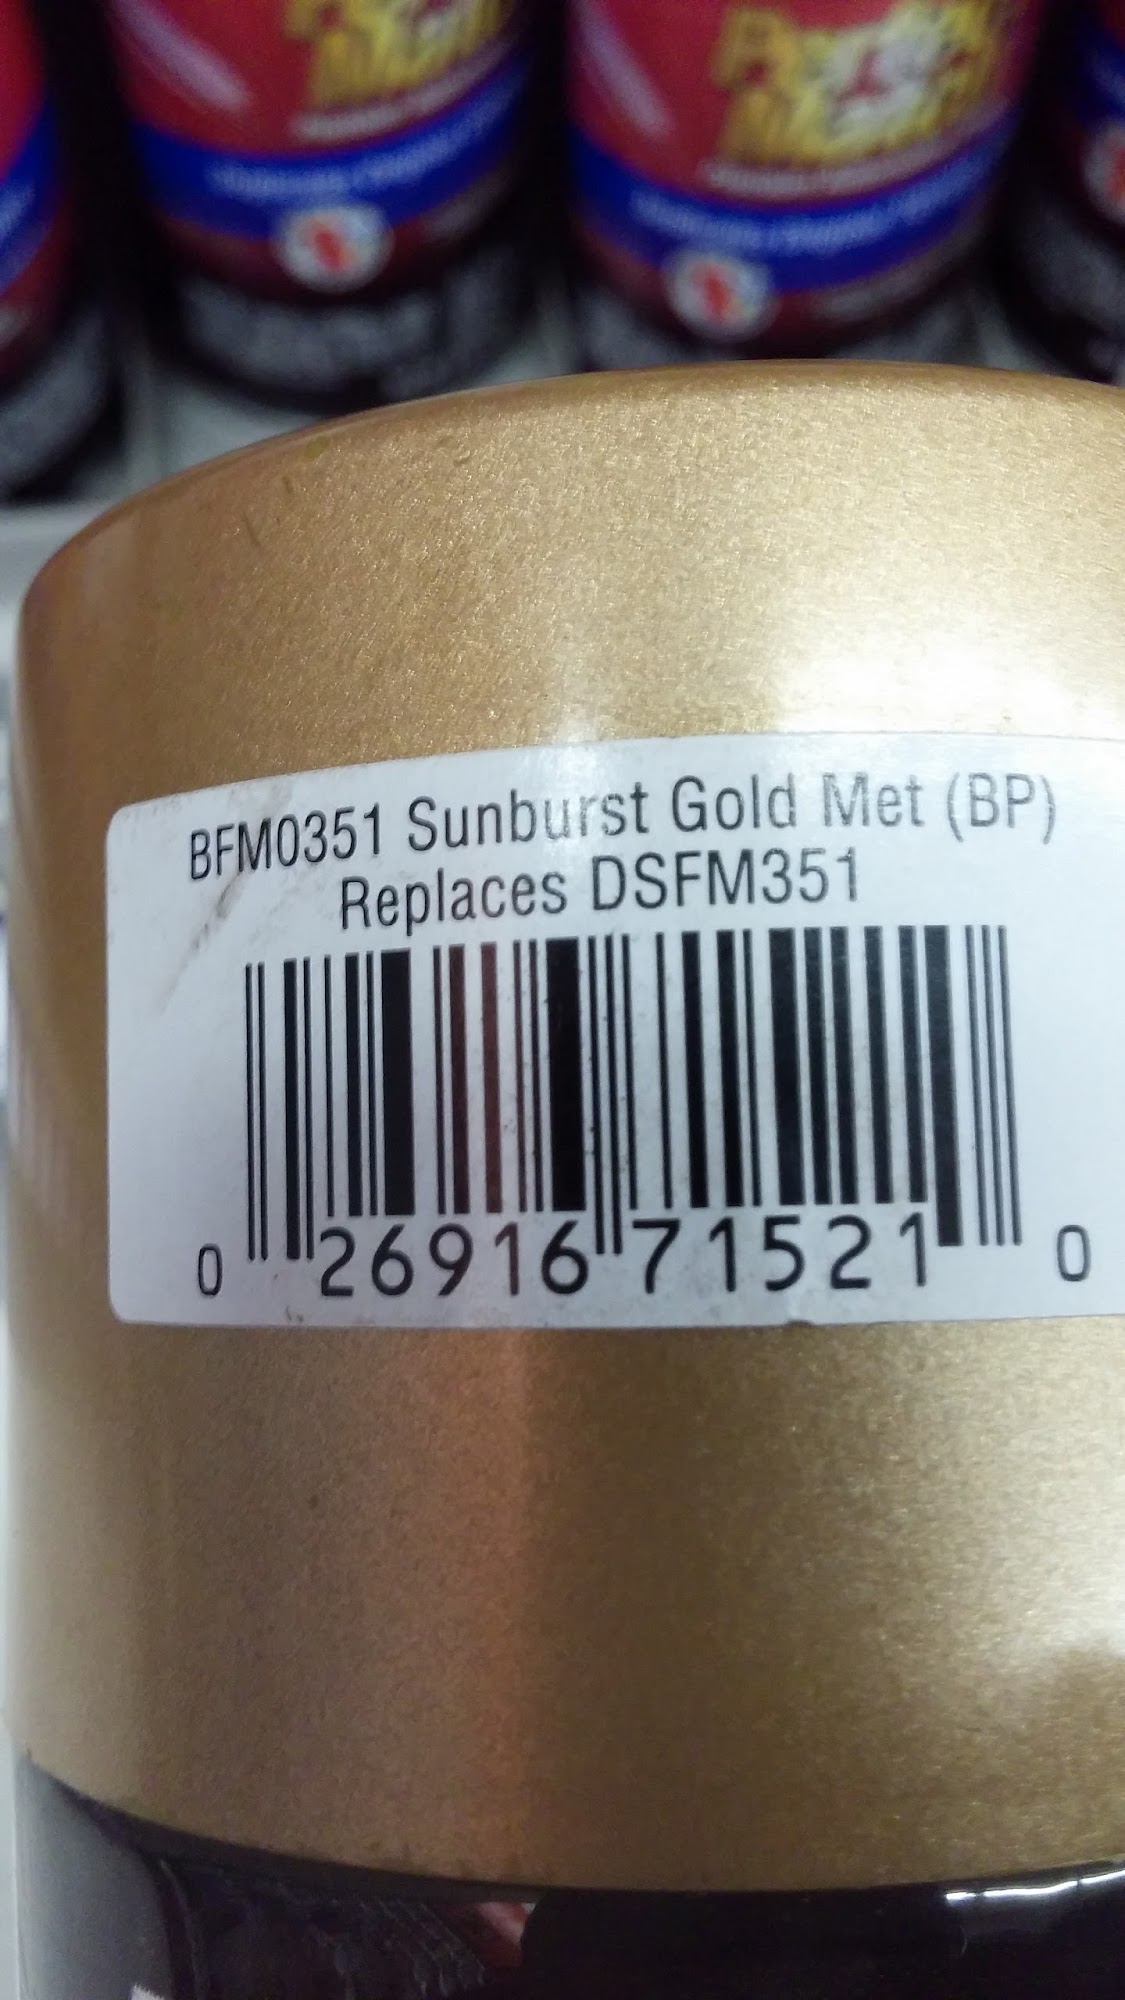 BFM0351 Sunburst Gold Met (BP)
Replaces DSFM351
0 26916 71521 0